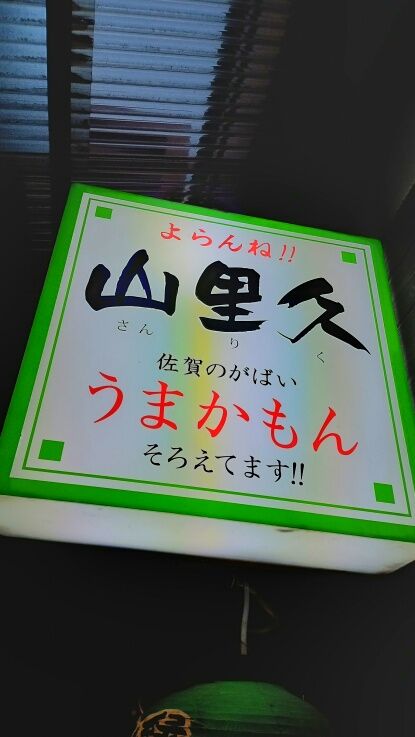 よらんね!!
山里久
さんりく
佐賀のがばい
うまかもん
そろえてます!!